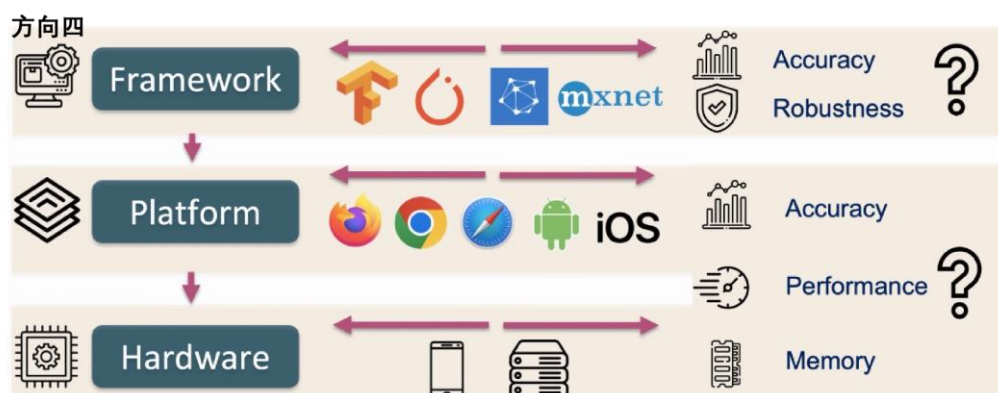 方向四
Framework
mxnet
Accuracy
Robustness
?
Platform
iOS
Accuracy
Performance
?
Hardware
Memory